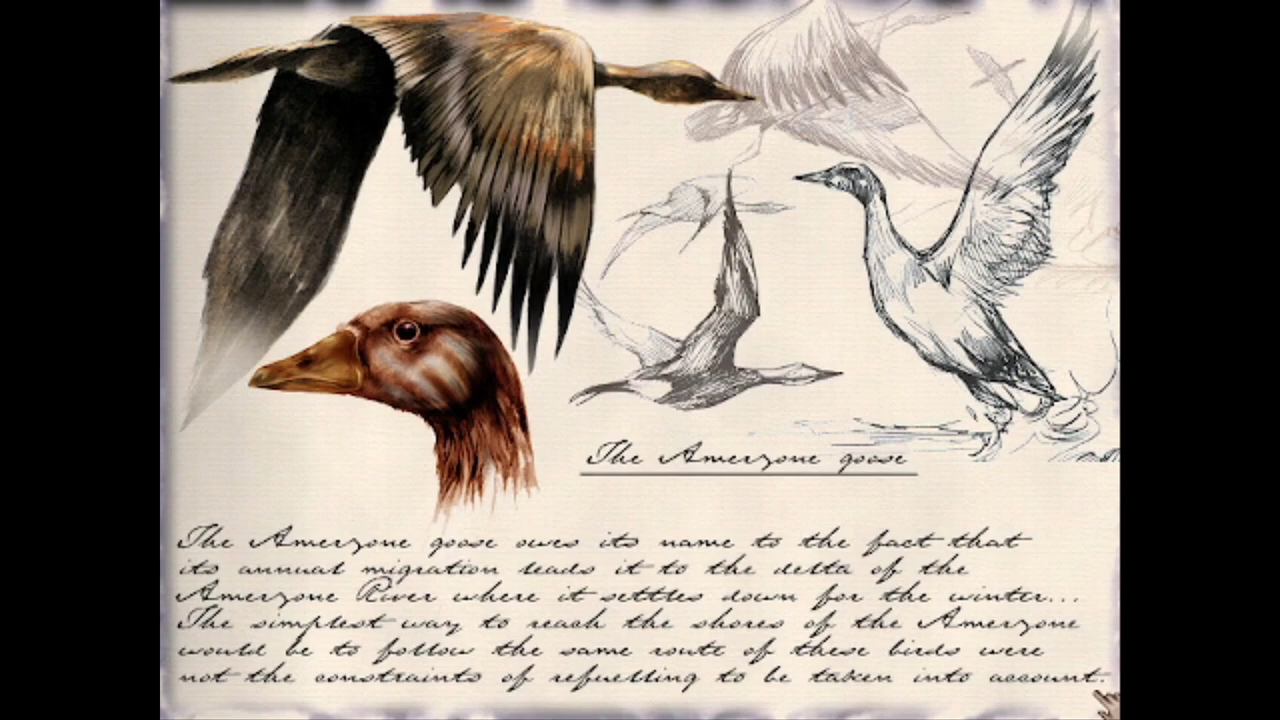 The Amerzone goose
The Amerzone goose owes its name to the fact that
its annual migration leads it to the delta of the
Amerzone River where it settles down for the winter...
The simplest way to reach the shores of the Amerzone
would be to follow the same route of these birds were
not the constraints of refuelling to be taken into account.